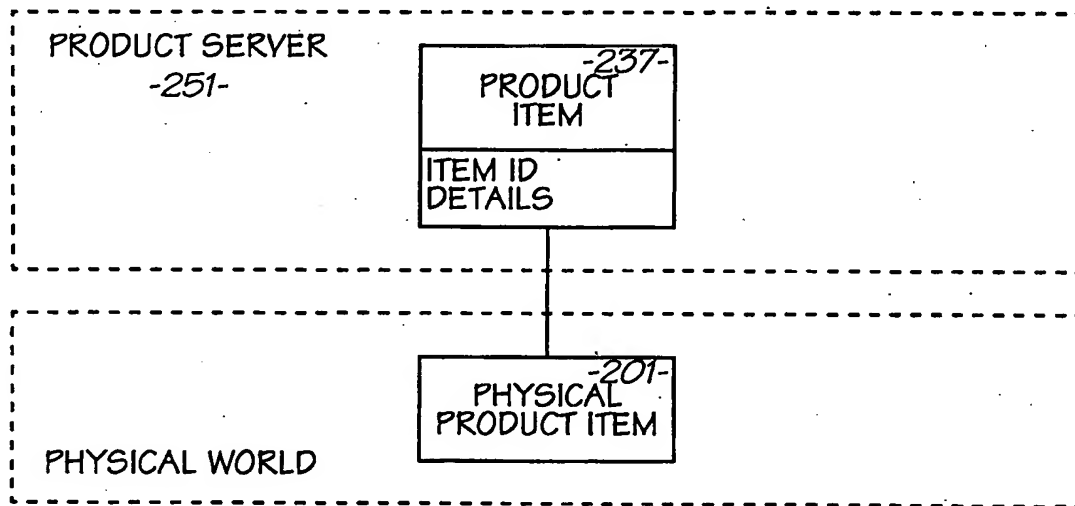 PRODUCT SERVER
-251-
-237-
PRODUCT
ITEM
ITEM ID
DETAILS
-201-
PHYSICAL
PRODUCT ITEM
PHYSICAL WORLD